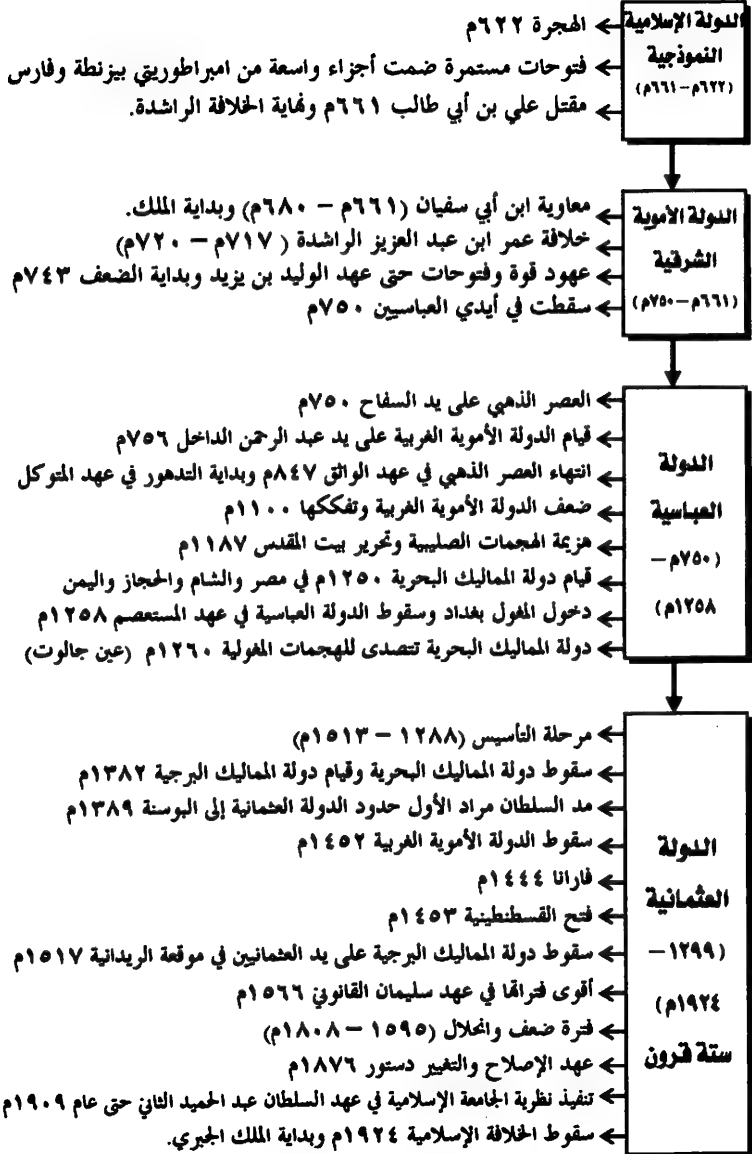 الدولة الإسلامية
النموذجية
(٦٢٢م–٦٦١م)
الهجرة ٦٢٢م
فتوحات مستمرة ضمت أجزاء واسعة من امبراطوريتي بيزنطة وفارس
مقتل علي بن أبي طالب ٦٦١م ونهاية الخلافة الراشدة.
الدولة الأموية
الشرقية
(٦٦١م–٧٥٠م)
معاوية ابن أبي سفيان (٦٦١م – ٦٨٠م) وبداية الملك.
خلافة عمر ابن عبد العزيز الراشدة (٧١٧م – ٧٢٠م)
عهود قوة وفتوحات حتى عهد الوليد بن يزيد وبداية الضعف ٧٤٣م
سقطت في أيدي العباسيين ٧٥٠م
الدولة
العباسية
(٧٥٠م –
١٢٥٨م)
العصر الذهبي على يد السفاح ٧٥٠م
قيام الدولة الأموية الغربية على يد عبد الرحمن الداخل ٧٥٦م
انتهاء العصر الذهبي في عهد الواثق ٨٤٧م وبداية التدهور في عهد المتوكل
ضعف الدولة الأموية الغربية وتفككها ١١٠٠م
هزيمة الهجمات الصليبية وتحرير بيت المقدس ١١٨٧م
قيام دولة المماليك البحرية ١٢٥٠م في مصر والشام والحجاز واليمن
دخول المغول بغداد وسقوط الدولة العباسية في عهد المستعصم ١٢٥٨م
دولة المماليك البحرية تتصدى للهجمات المغولية ١٢٦٠م (عين جالوت)
الدولة
العثمانية
(١٢٩٩ –
١٩٢٤م)
ستة قرون
مرحلة التأسيس (١٢٨٨ – ١٥١٣م)
سقوط دولة المماليك البحرية وقيام دولة المماليك البرجية ١٣٨٢م
مد السلطان مراد الأول حدود الدولة العثمانية إلى البوسنة ١٣٨٩م
سقوط الدولة الأموية الغربية ١٤٥٢م
فارانا ١٤٤٤م
فتح القسطنطينية ١٤٥٣م
سقوط دولة المماليك البرجية على يد العثمانيين في موقعة الريدانية ١٥١٧م
أقوى فتراتها في عهد سليمان القانوني ١٥٦٦م
فترة ضعف وانحلال (١٥٩٥ – ١٨٠٨م)
عهد الإصلاح والتغيير دستور ١٨٧٦م
تنفيذ نظرية الجامعة الإسلامية في عهد السلطان عبد الحميد الثاني حتى عام ١٩٠٩م
سقوط الخلافة الإسلامية ١٩٢٤م وبداية الملك الجبري.